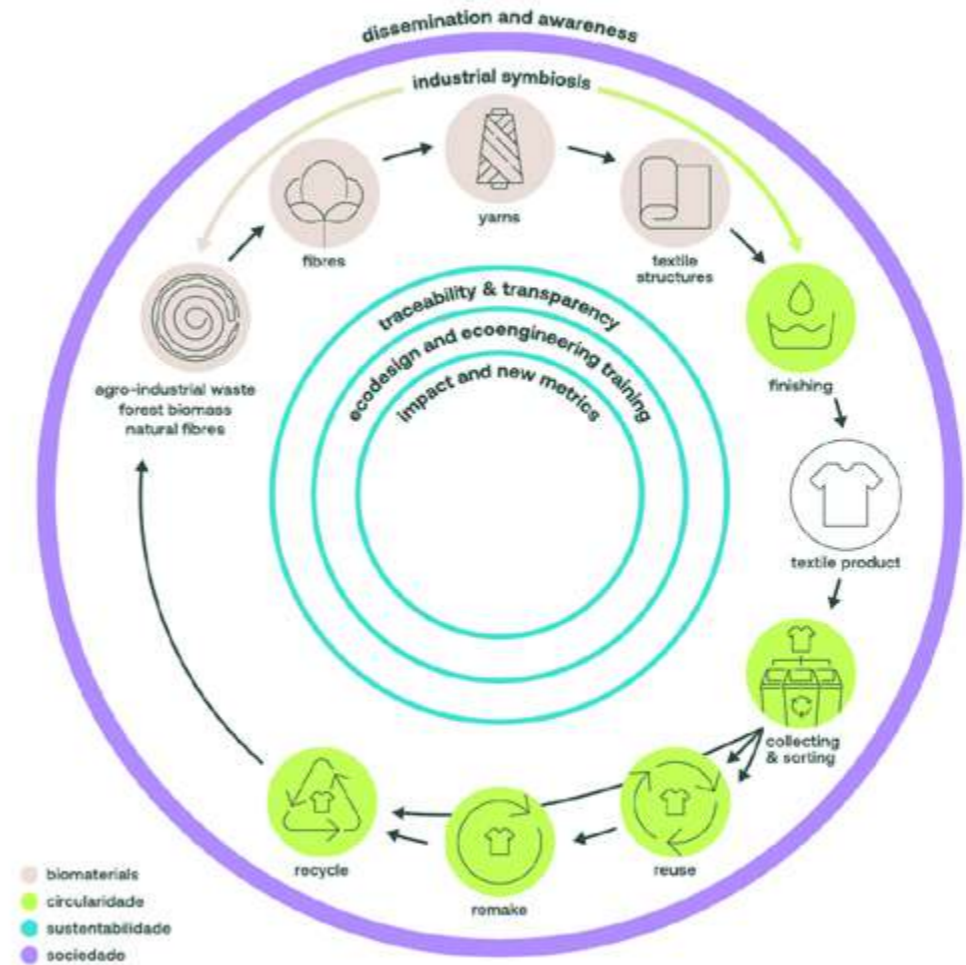 dissemination and awareness
industrial symbiosis
yarns
fibres
textile
structures
agro-industrial waste
forest biomass
natural fibres
finishing
traceability & transparency
ecodesign and ecoengineering training
impact and new metrics
textile product
collecting
& sorting
reuse
remake
recycle
biomaterials
circularidade
sustentabilidade
sociedade